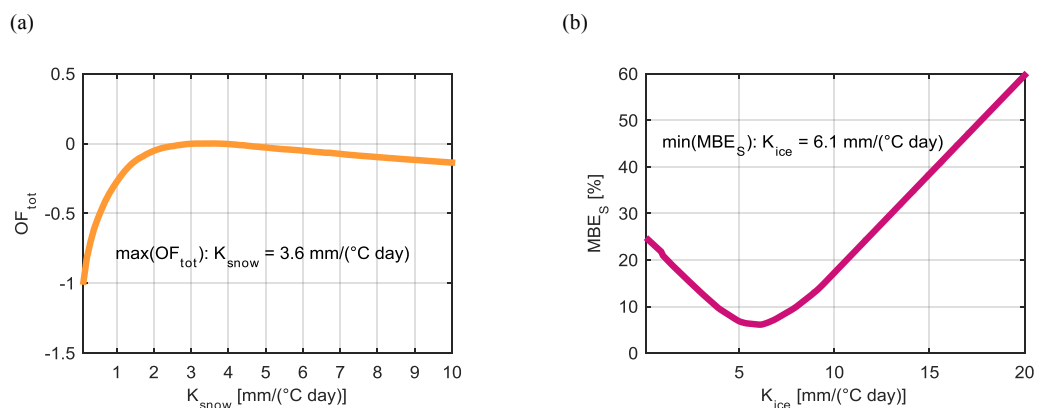 (a)
0.5
0
-0.5
-1
-1.5
OF_tot
max(OF_tot): K_snow = 3.6 mm/(°C day)
1 2 3 4 5 6 7 8 9 10
K_snow [mm/(°C day)]
(b)
60
50
40
30
20
10
0
MBE_S [%]
min(MBE_S): K_ice = 6.1 mm/(°C day)
5 10 15 20
K_ice [mm/(°C day)]